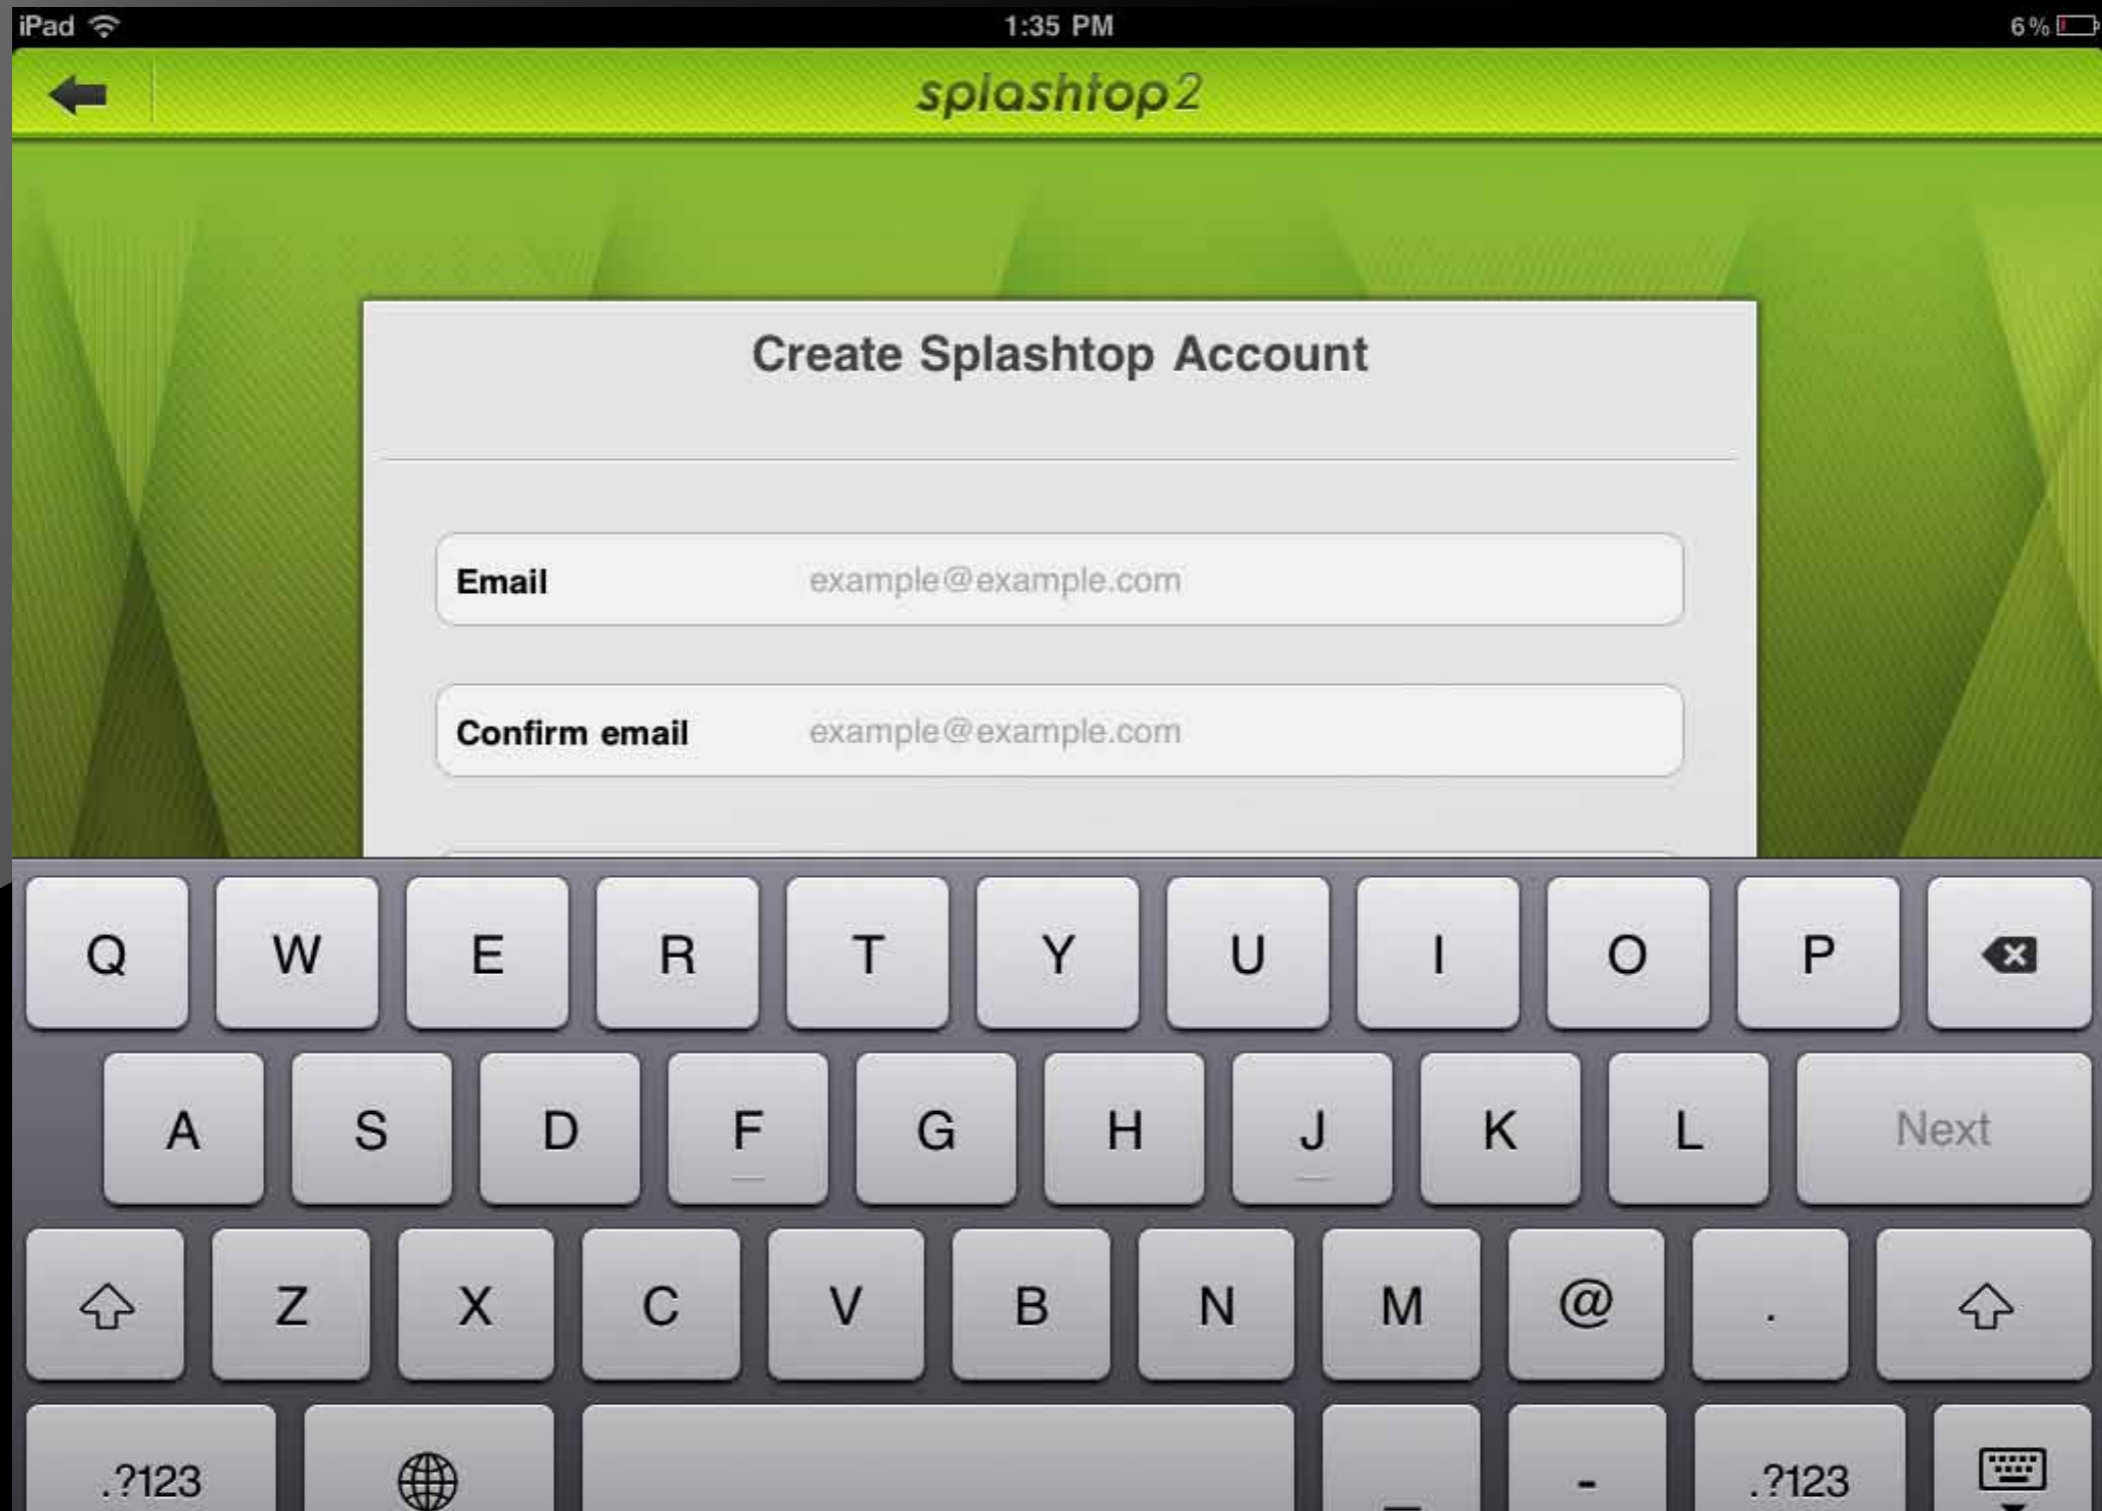 iPad 1:35 PM 6%
splashtop2
Create Splashtop Account
Email example@example.com
Confirm email example@example.com
Q W E R T Y U I O P
A S D F G H J K L Next
Z X C V B N M @ .
.?123 _ - .?123